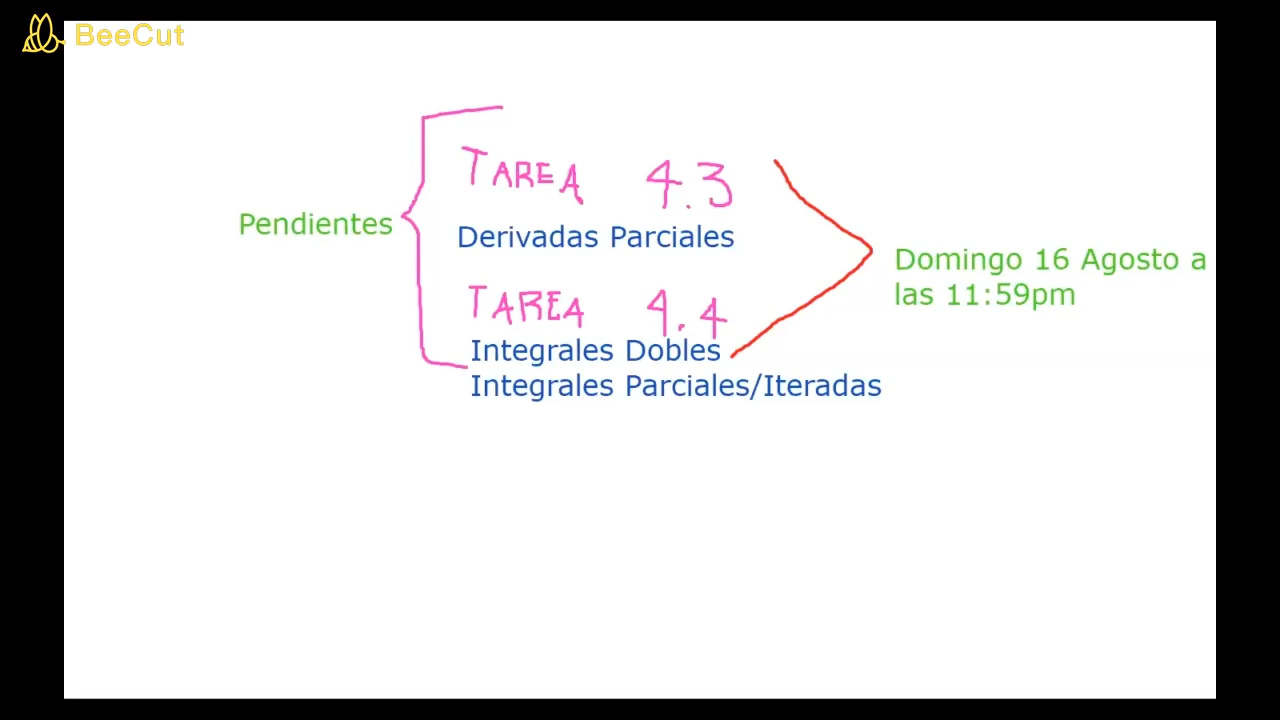 BeeCut
TAREA 4.3
Pendientes
Derivadas Parciales
Domingo 16 Agosto a
las 11:59pm
TAREA 4.4
Integrales Dobles
Integrales Parciales/Iteradas